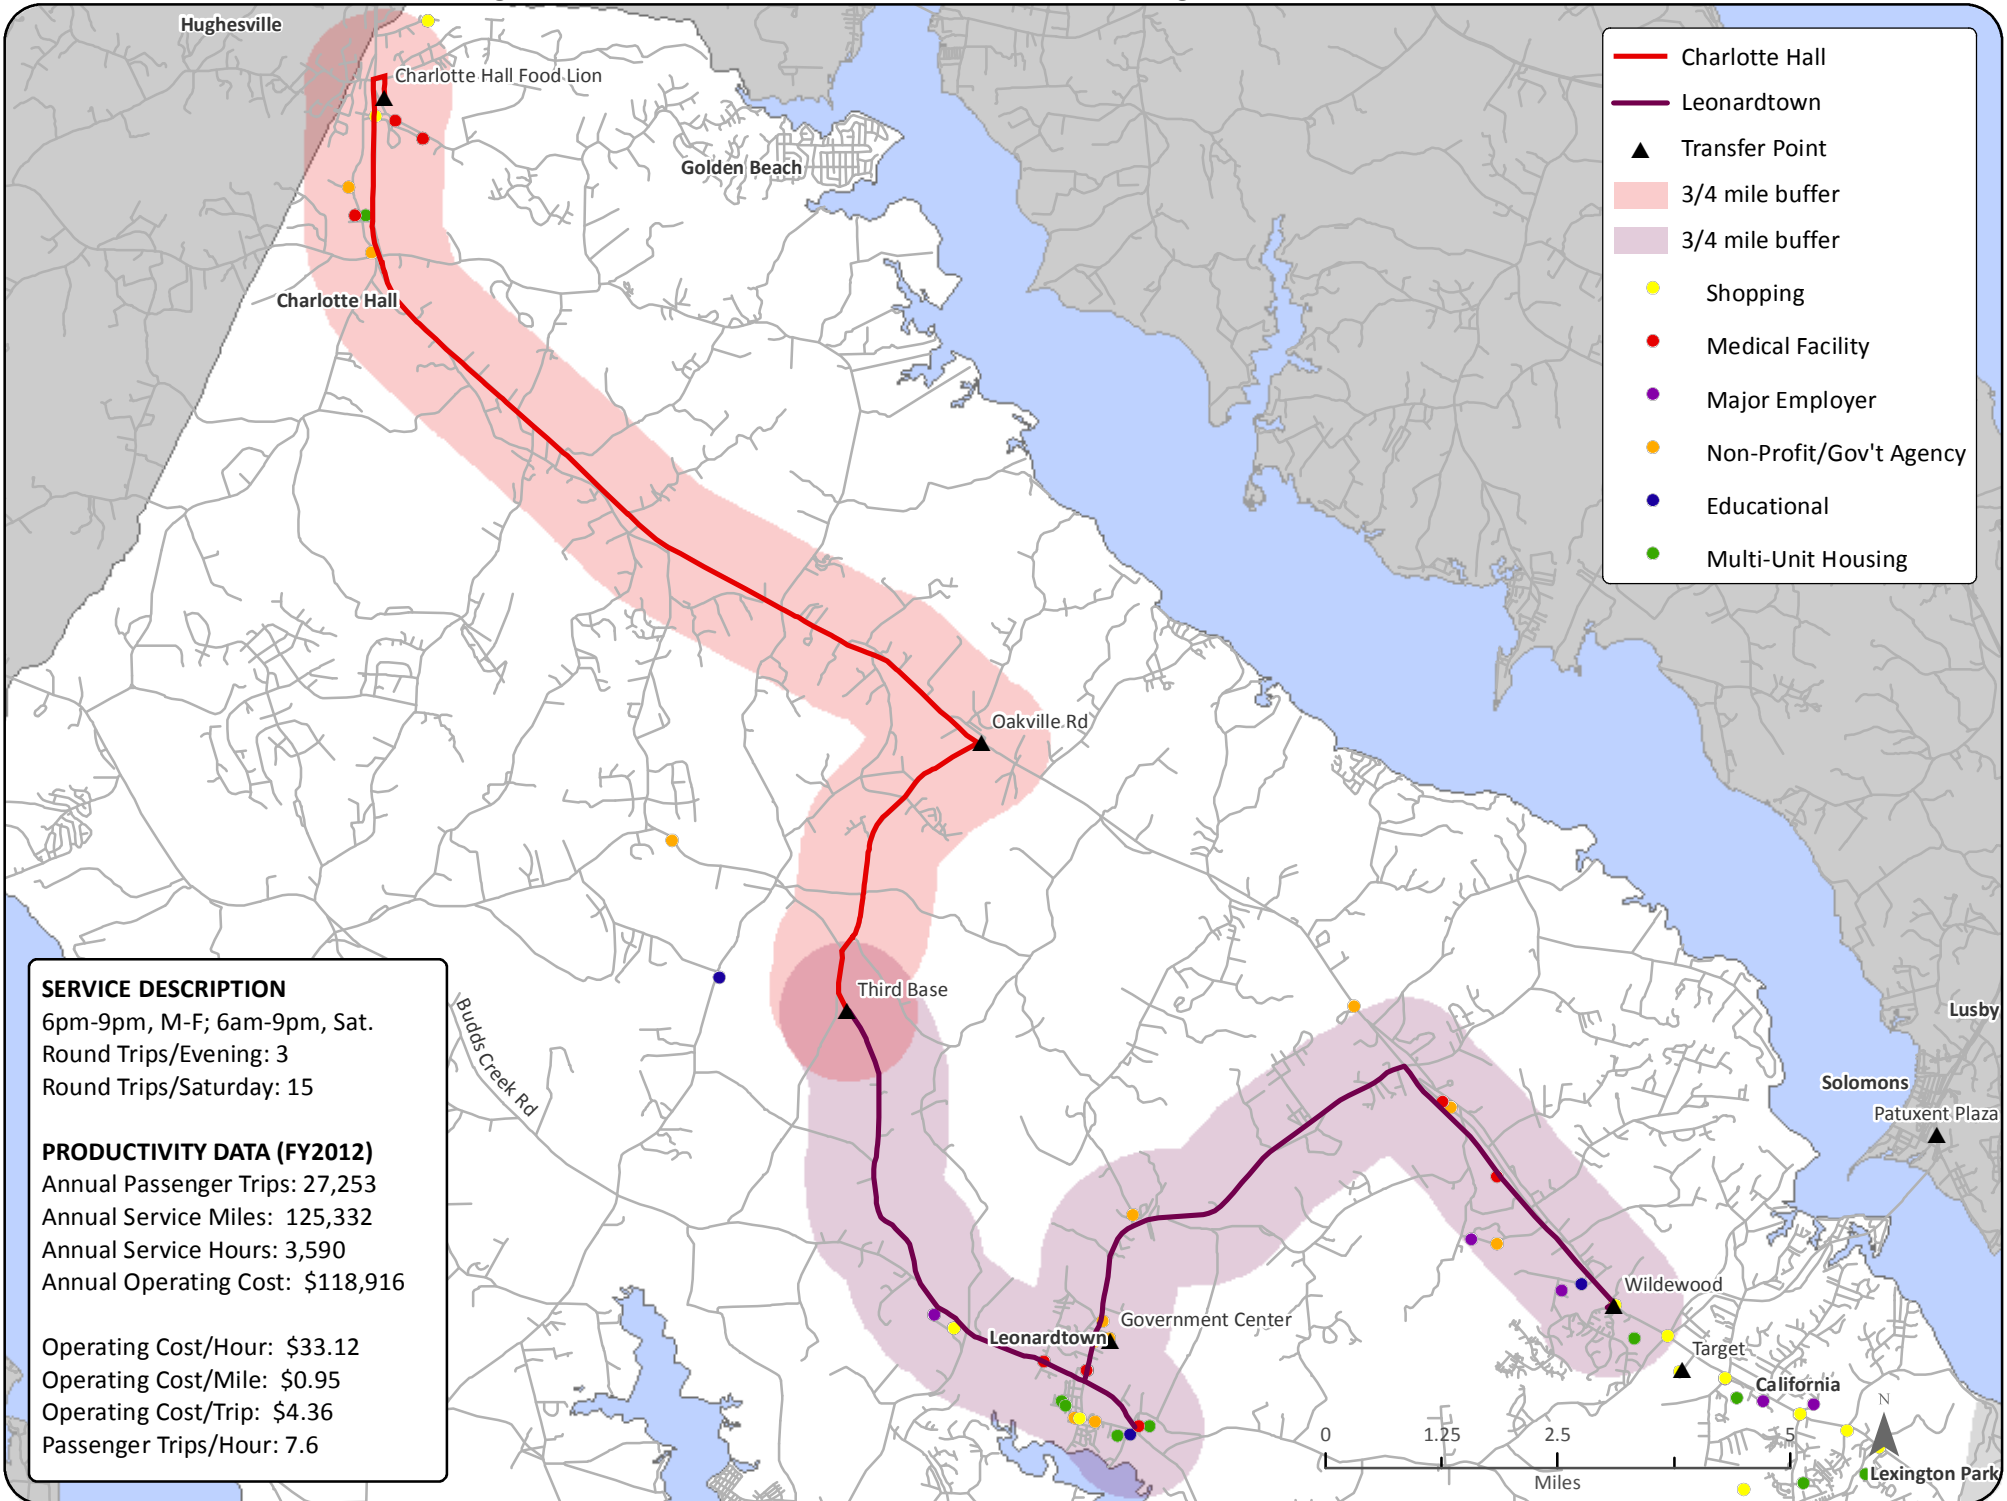 Hughesville
Charlotte Hall Food Lion
Golden Beach
Charlotte Hall
Oakville Rd
Third Base
Budds Creek Rd
Lusby
Solomons
Patuxent Plaza
Wildewood
Government Center
Leonardtown
Target
California
Lexington Park
Charlotte Hall
Leonardtown
Transfer Point
3/4 mile buffer
3/4 mile buffer
Shopping
Medical Facility
Major Employer
Non-Profit/Gov't Agency
Educational
Multi-Unit Housing
SERVICE DESCRIPTION
6pm-9pm, M-F; 6am-9pm, Sat.
Round Trips/Evening: 3
Round Trips/Saturday: 15
PRODUCTIVITY DATA (FY2012)
Annual Passenger Trips: 27,253
Annual Service Miles: 125,332
Annual Service Hours: 3,590
Annual Operating Cost: $118,916
Operating Cost/Hour: $33.12
Operating Cost/Mile: $0.95
Operating Cost/Trip: $4.36
Passenger Trips/Hour: 7.6
0 1.25 2.5 5
Miles
N